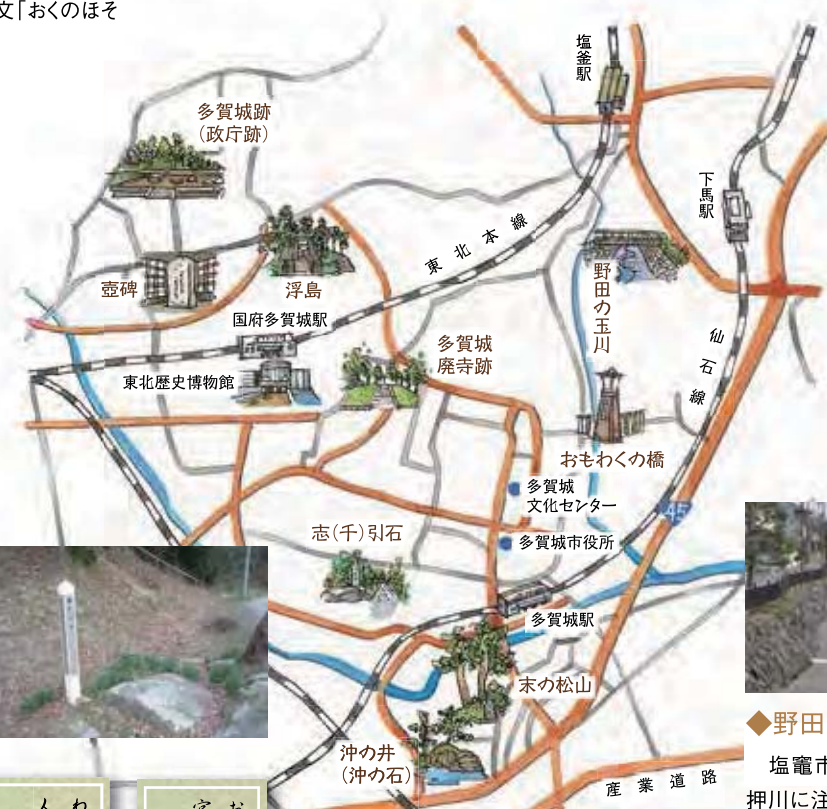 文「おくのほそ
塩釜駅
多賀城跡
（政庁跡）
下馬駅
東北本線
壺碑
浮島
野田の玉川
国府多賀城駅
多賀城
廃寺跡
仙石線
東北歴史博物館
おもわくの橋
多賀城
文化センター
45
志（千）引石
多賀城市役所
多賀城駅
末の松山
沖の井
（沖の石）
産業道路
◆野田
塩竈市
押川に注